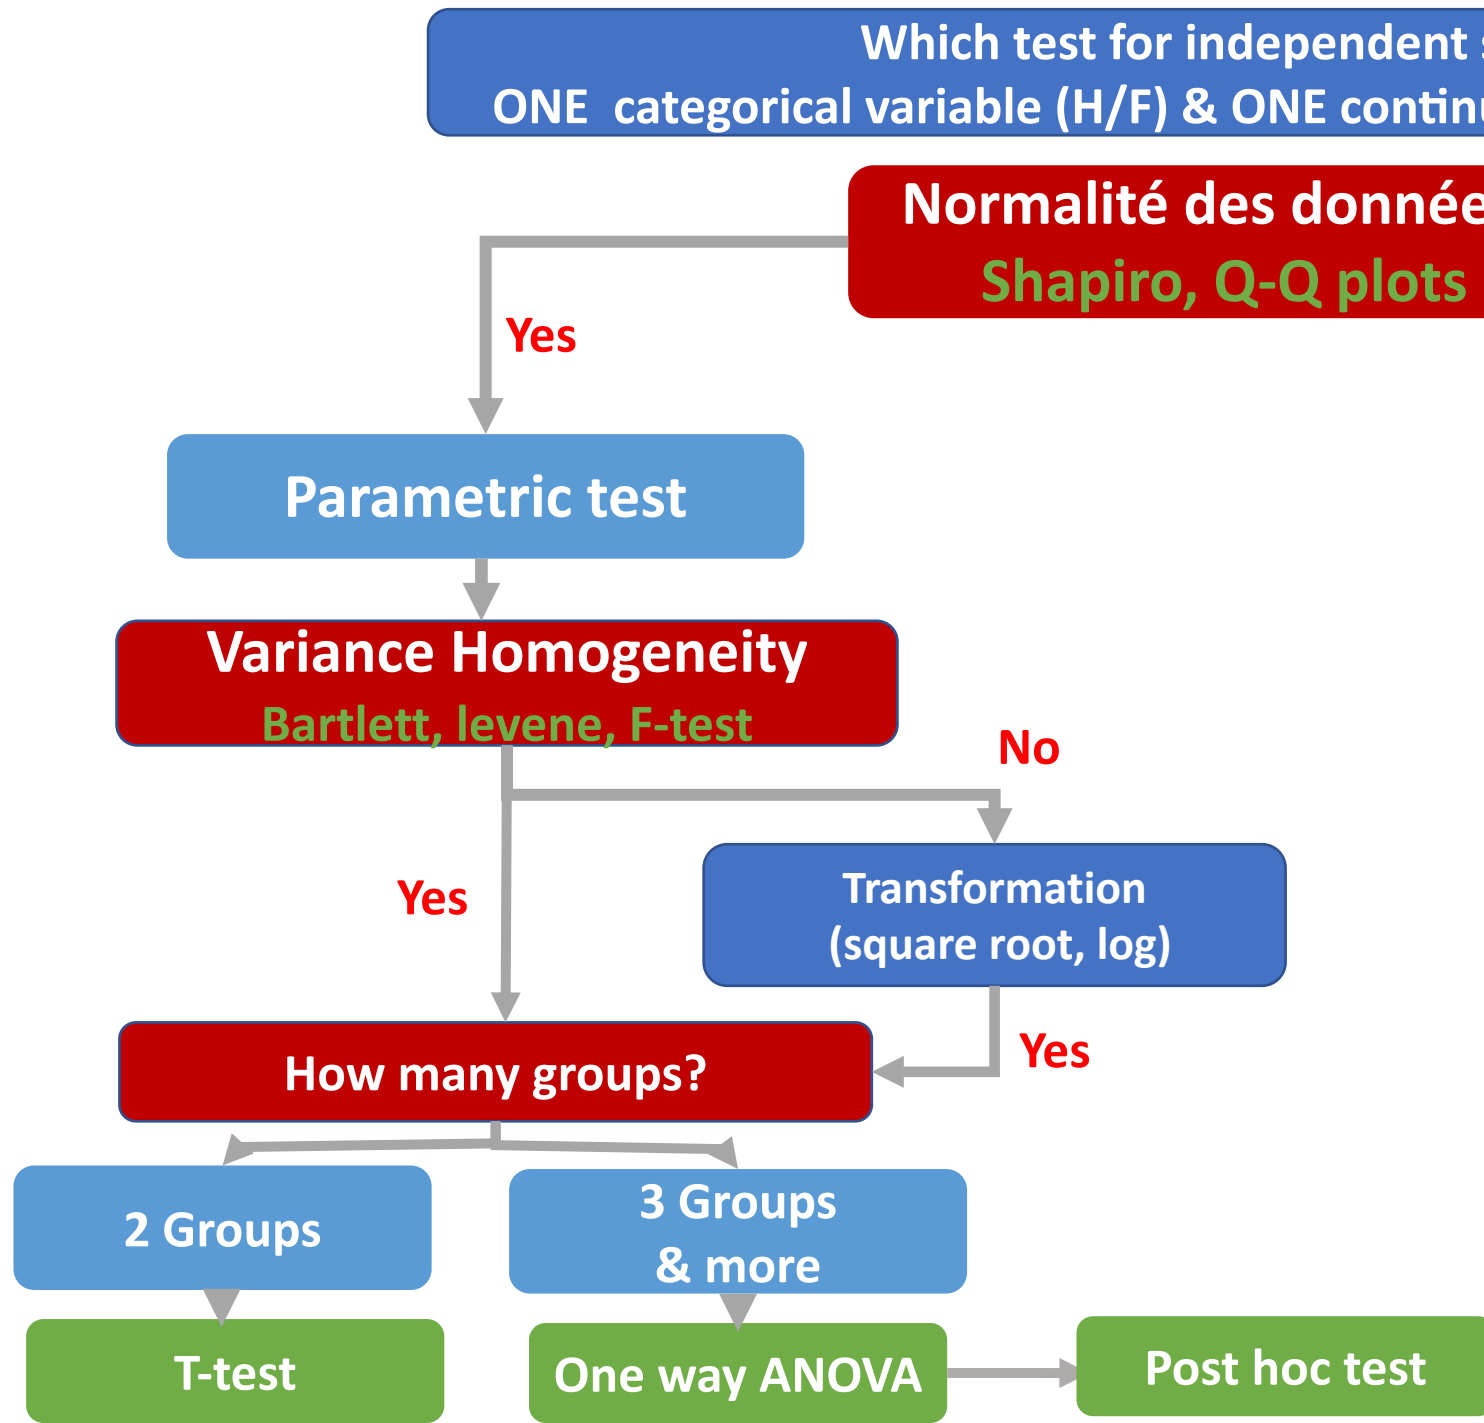 Which test for independent
ONE categorical variable (H/F) & ONE
Normalité des
Shapiro, Q-Q plots
Yes
Parametric test
Variance Homogeneity
Bartlett, levene, F-test
No
Yes
Transformation
(square root, log)
Yes
How many groups?
2 Groups
3 Groups
& more
T-test
One way ANOVA
Post hoc test